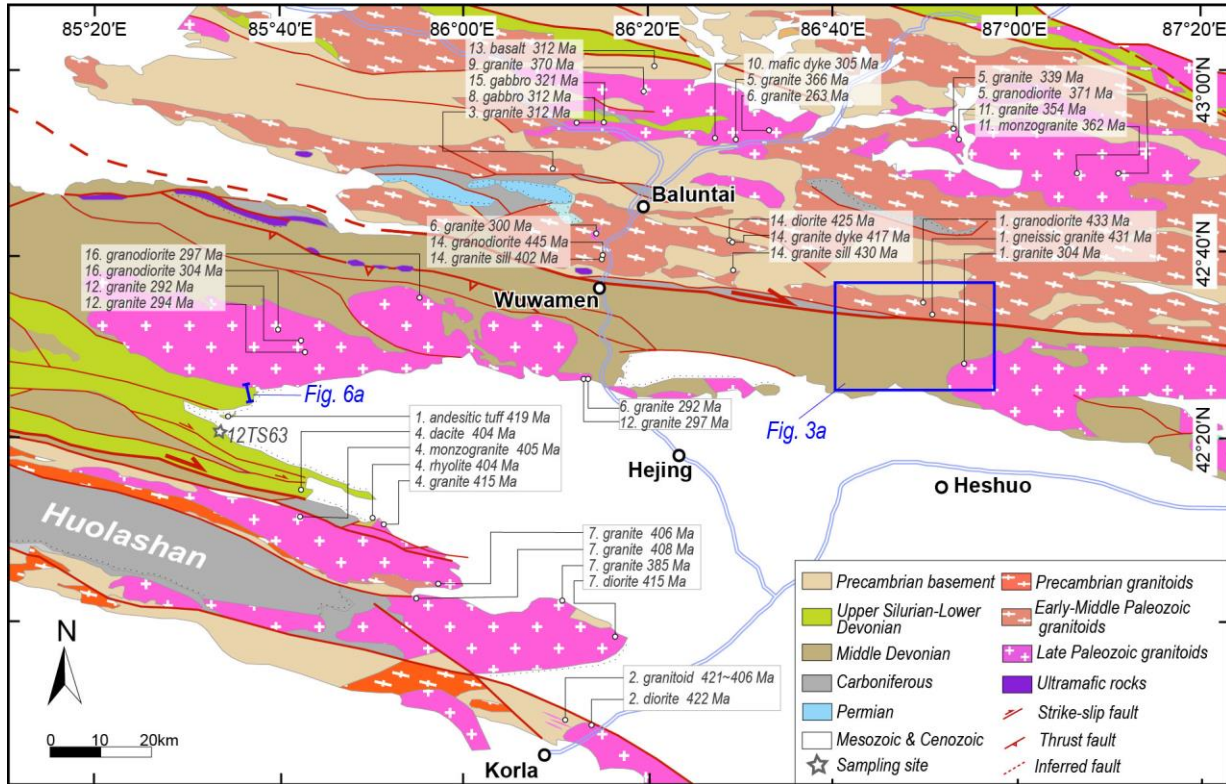 85°20'E
85°40'E
86°00'E
86°20'E
86°40'E
87°00'E
87°20'E
13. basalt 312 Ma
9. granite 370 Ma
15. gabbro 321 Ma
8. gabbro 312 Ma
3. granite 312 Ma
10. mafic dyke 305 Ma
5. granite 366 Ma
6. granite 263 Ma
5. granite 339 Ma
5. granodiorite 371 Ma
11. granite 354 Ma
11. monzogranite 362 Ma
43°00'N
Baluntai
6. granite 300 Ma
14. granodiorite 445 Ma
14. granite sill 402 Ma
14. diorite 425 Ma
14. granite dyke 417 Ma
14. granite sill 430 Ma
1. granodiorite 433 Ma
1. gneissic granite 431 Ma
1. granite 304 Ma
42°40'N
16. granodiorite 297 Ma
16. granodiorite 304 Ma
12. granite 292 Ma
12. granite 294 Ma
Wuwamen
Fig. 6a
12TS63
1. andesitic tuff 419 Ma
4. dacite 404 Ma
4. monzogranite 405 Ma
4. rhyolite 404 Ma
4. granite 415 Ma
6. granite 292 Ma
12. granite 297 Ma
Fig. 3a
42°20'N
Hejing
Heshuo
Huolashan
7. granite 406 Ma
7. granite 408 Ma
7. granite 385 Ma
7. diorite 415 Ma
2. granitoid 421~406 Ma
2. diorite 422 Ma
Korla
N
0 10 20km
Precambrian basement
Upper Silurian-Lower
Devonian
Middle Devonian
Carboniferous
Permian
Mesozoic & Cenozoic
Sampling site
Precambrian granitoids
Early-Middle Paleozoic
granitoids
Late Paleozoic granitoids
Ultramafic rocks
Strike-slip fault
Thrust fault
Inferred fault